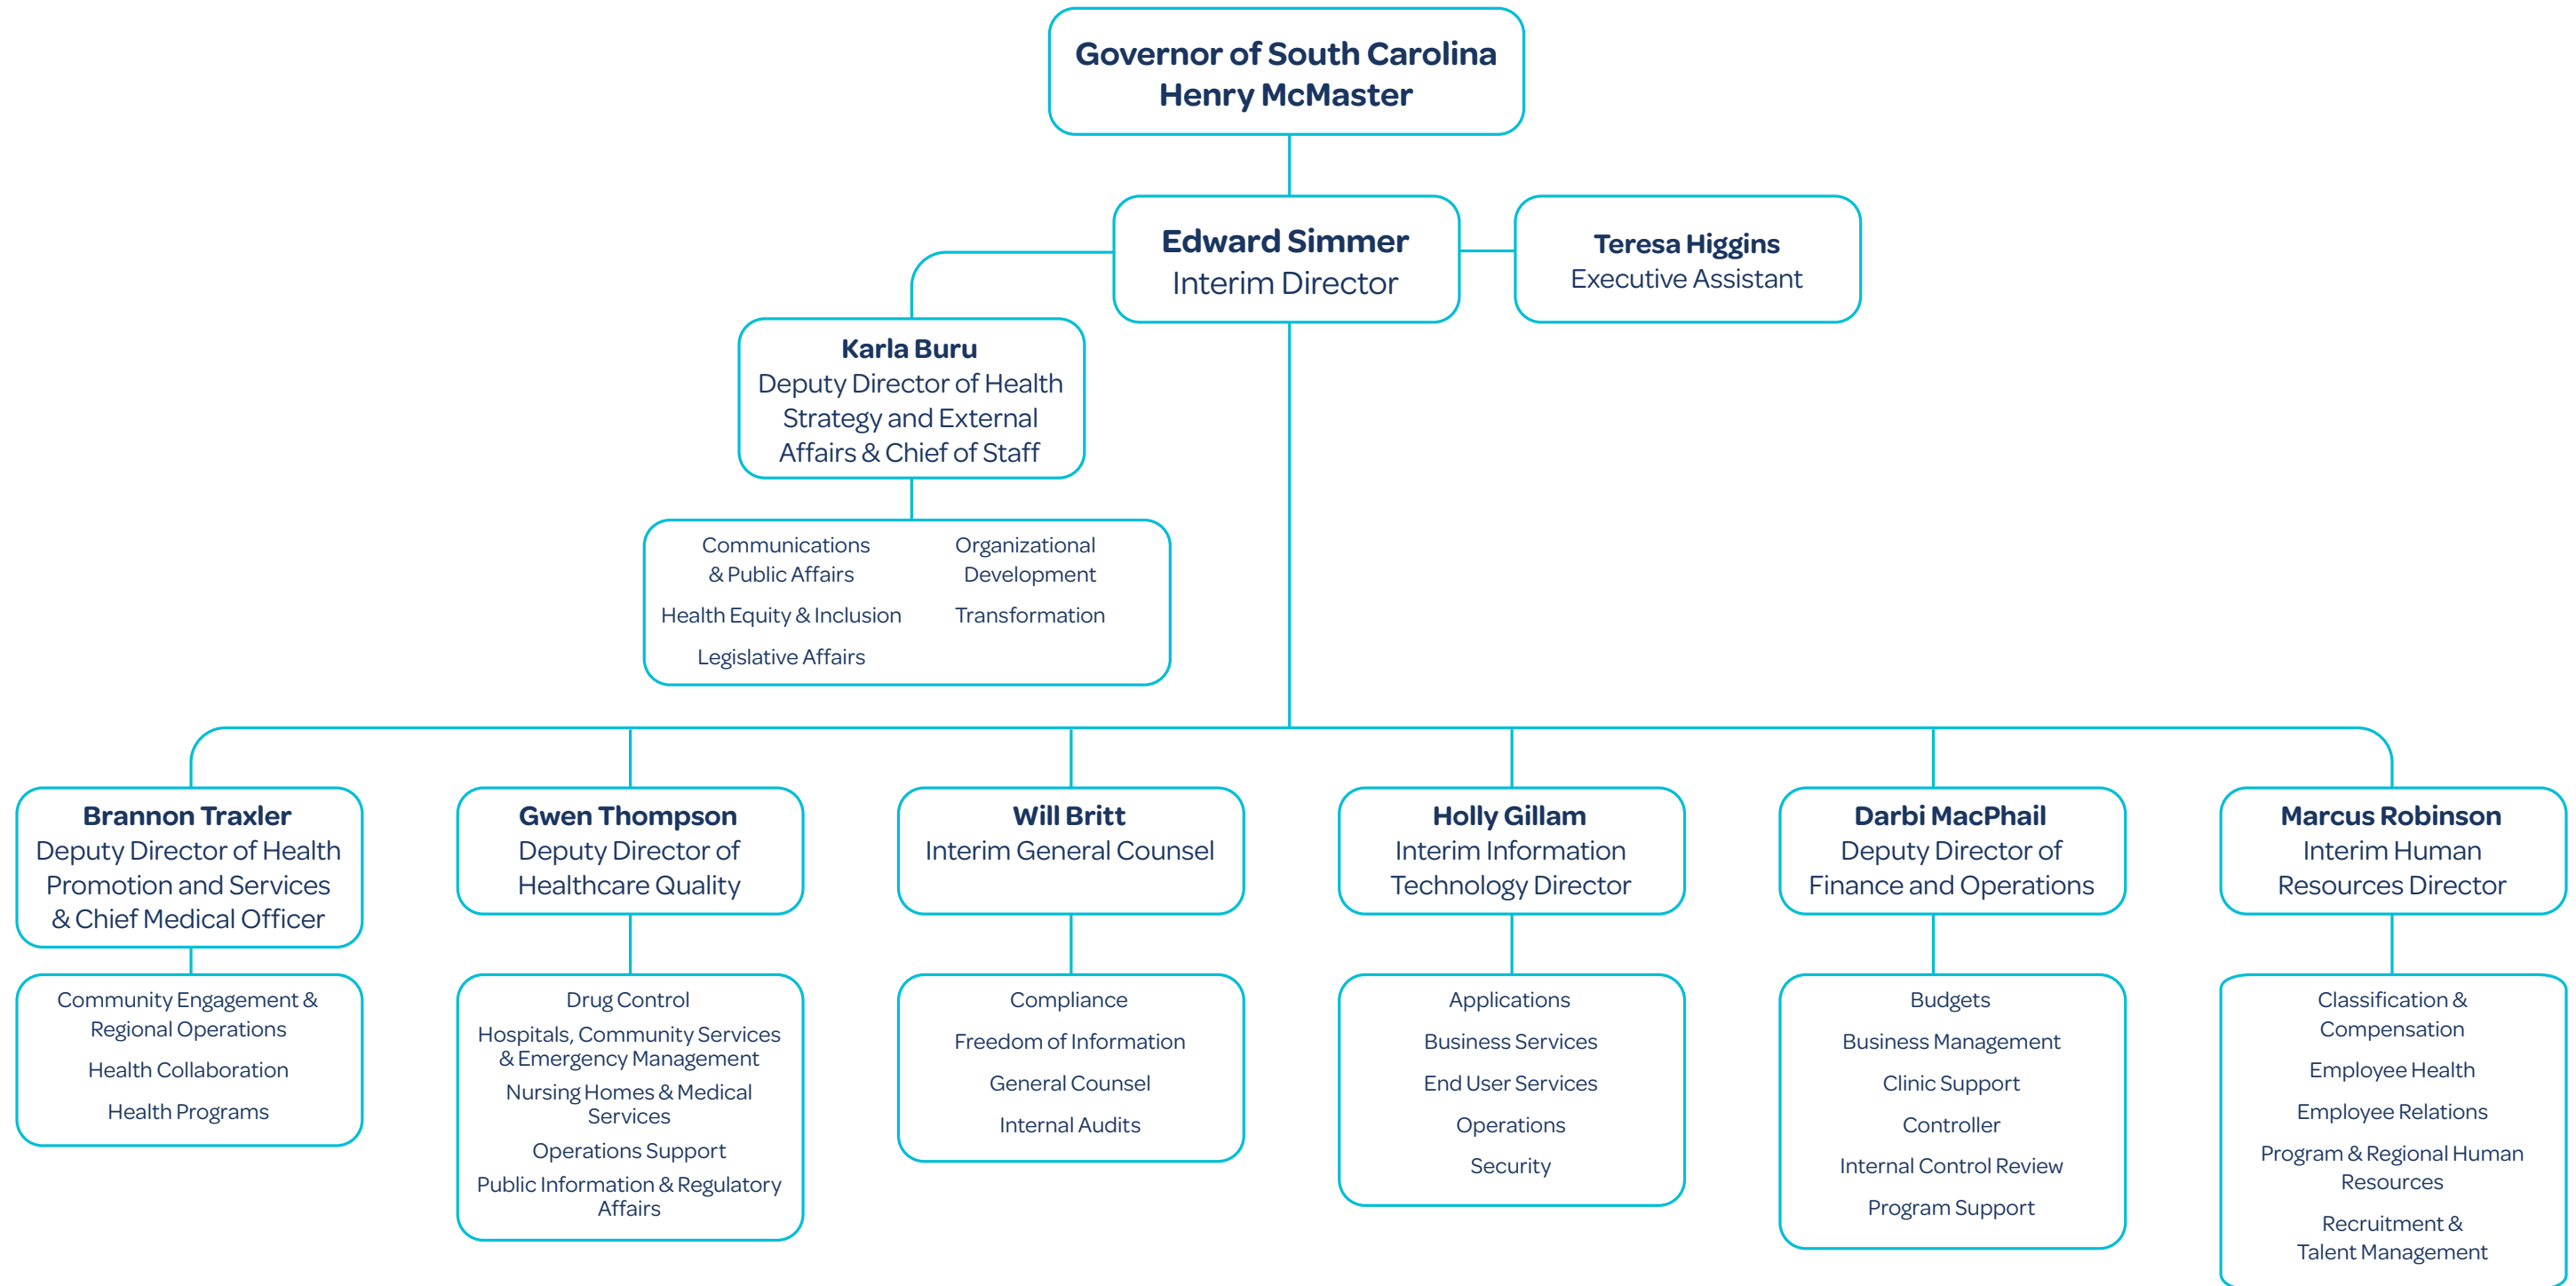 Governor of South Carolina
Henry McMaster
Edward Simmer
Interim Director
Teresa Higgins
Executive Assistant
Karla Buru
Deputy Director of Health
Strategy and External
Affairs & Chief of Staff
Communications
& Public Affairs
Health Equity & Inclusion
Legislative Affairs
Organizational
Development
Transformation
Brannon Traxler
Deputy Director of Health
Promotion and Services
& Chief Medical Officer
Community Engagement &
Regional Operations
Health Collaboration
Health Programs
Gwen Thompson
Deputy Director of
Healthcare Quality
Drug Control
Hospitals, Community Services
& Emergency Management
Nursing Homes & Medical
Services
Operations Support
Public Information & Regulatory
Affairs
Will Britt
Interim General Counsel
Compliance
Freedom of Information
General Counsel
Internal Audits
Holly Gillam
Interim Information
Technology Director
Applications
Business Services
End User Services
Operations
Security
Darbi MacPhail
Deputy Director of
Finance and Operations
Budgets
Business Management
Clinic Support
Controller
Internal Control Review
Program Support
Marcus Robinson
Interim Human
Resources Director
Classification &
Compensation
Employee Health
Employee Relations
Program & Regional Human
Resources
Recruitment &
Talent Management